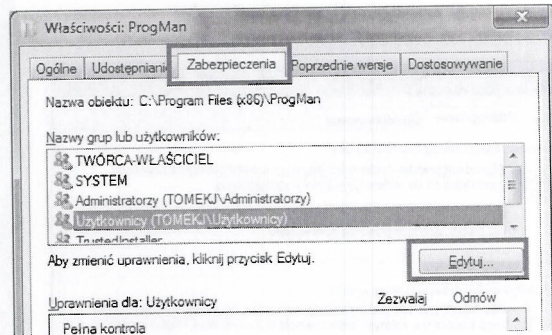 Właściwości: ProgMan
Ogólne Udostępniani Zabezpieczenia Poprzednie wersje Dostosowywanie
Nazwa obiektu: C:\Program Files (x86)\ProgMan
Nazwy grup lub użytkowników:
TWÓRCA-WŁAŚCICIEL
SYSTEM
Administratorzy (TOMEKJ\Administratorzy)
Użytkownicy (TOMEKJ\Użytkownicy)
TrustedInstaller
Aby zmienić uprawnienia, kliknij przycisk Edytuj.
Edytuj...
Uprawnienia dla: Użytkownicy Zezwalaj Odmów
Pełna kontrola